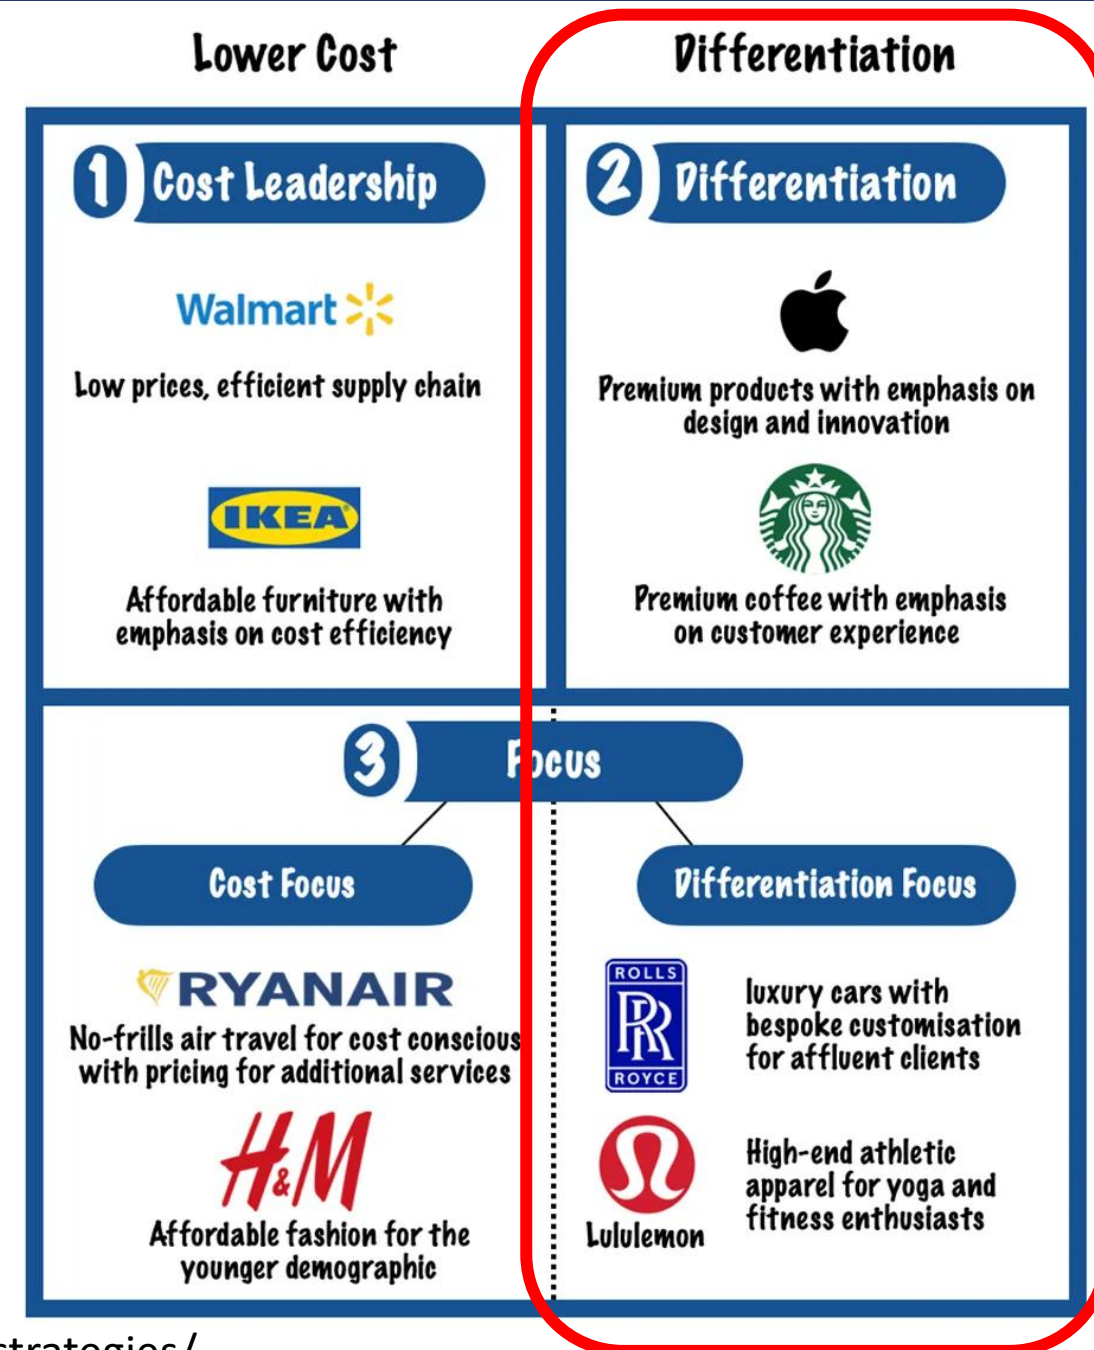 Lower Cost
Differentiation
1 Cost Leadership
Walmart
Low prices, efficient supply chain
IKEA
Affordable furniture with
emphasis on cost efficiency
2 Differentiation
Premium products with emphasis on
design and innovation
Premium coffee with emphasis
on customer experience
3 Focus
Cost Focus
RYANAIR
No-frills air travel for cost conscious
with pricing for additional services
H&M
Affordable fashion for the
younger demographic
Differentiation Focus
ROLLS
RR
ROYCE
luxury cars with
bespoke customisation
for affluent clients
Lululemon
High-end athletic
apparel for yoga and
fitness enthusiasts
strategies/